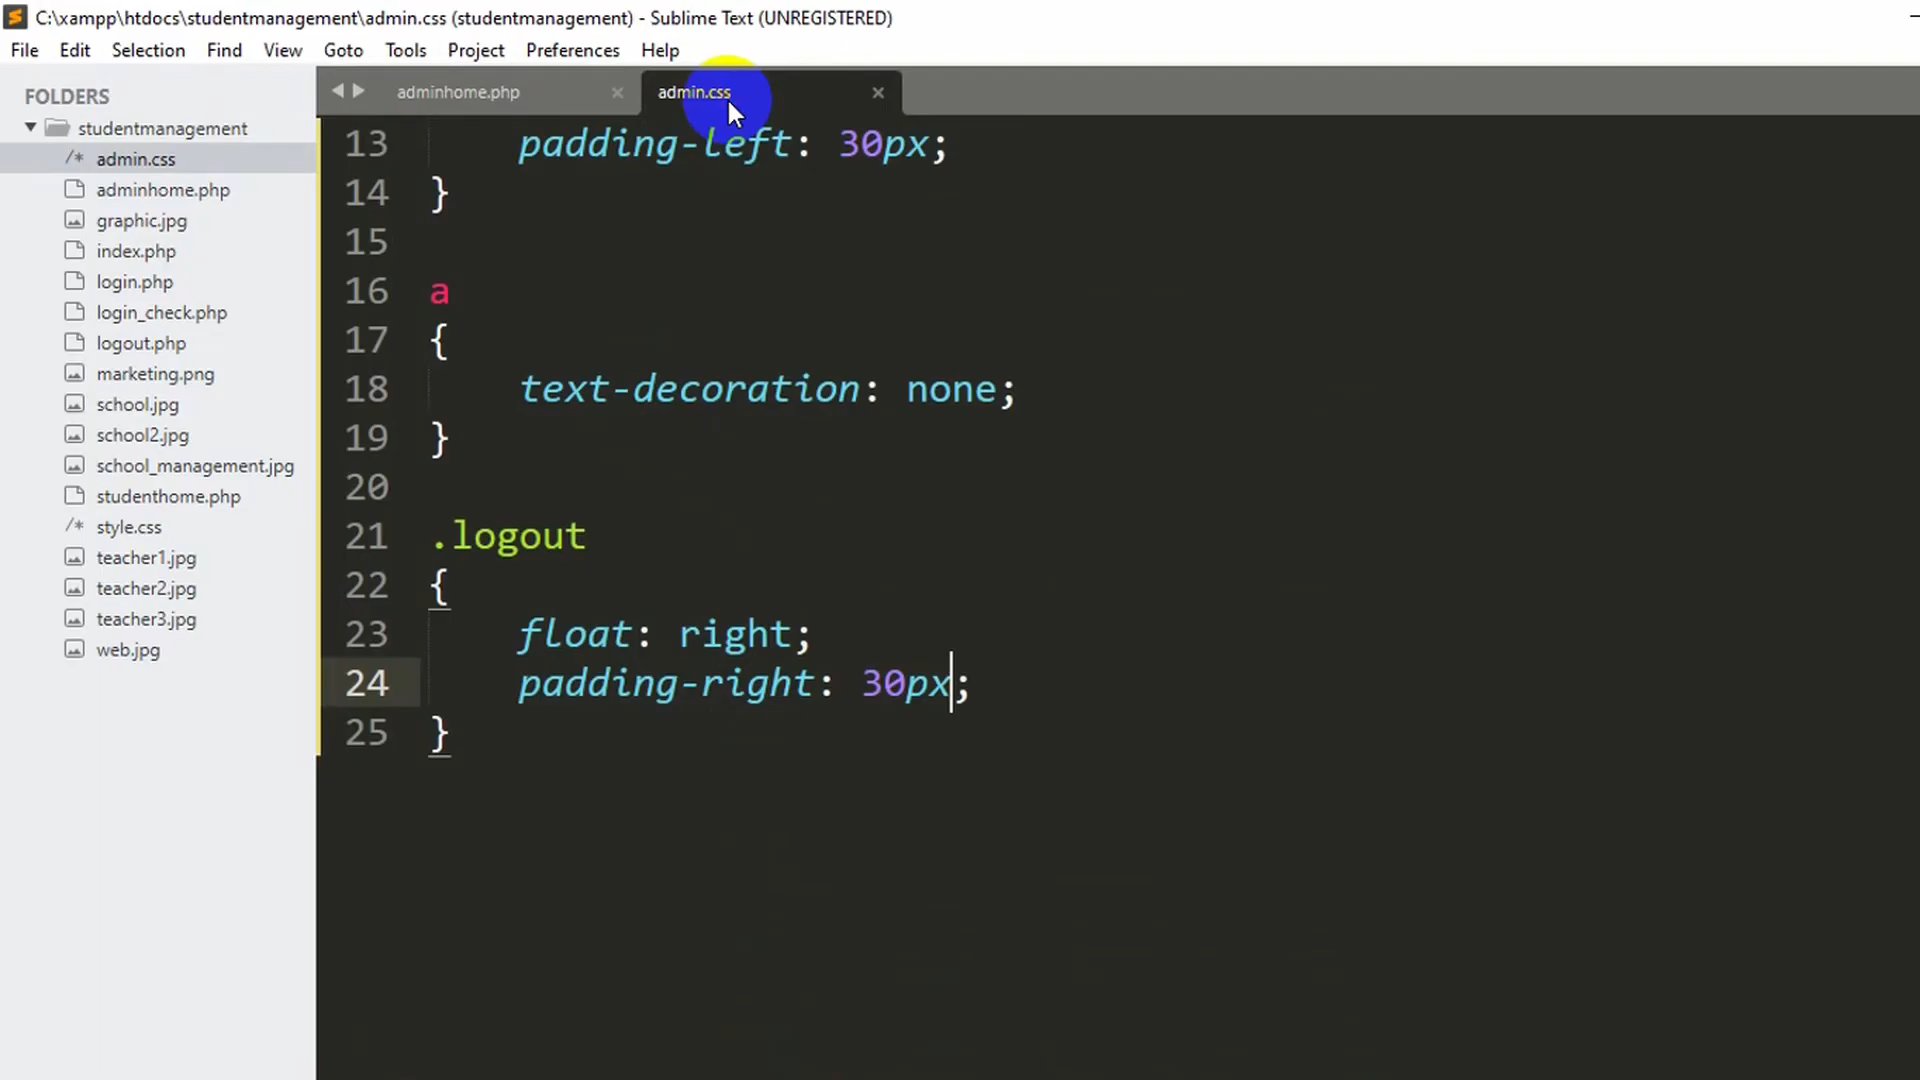 C:\xampp\htdocs\studentmanagement\admin.css (studentmanagement) - Sublime Text (UNREGISTERED)
File Edit Selection Find View Goto Tools Project Preferences Help
FOLDERS
studentmanagement
/* admin.css
adminhome.php
graphic.jpg
index.php
login.php
login_check.php
logout.php
marketing.png
school.jpg
school2.jpg
school_management.jpg
studenthome.php
/* style.css
teacher1.jpg
teacher2.jpg
teacher3.jpg
web.jpg
adminhome.php × admin.css ×
13 padding-left: 30px;
14 }
15
16 a
17 {
18 text-decoration: none;
19 }
20
21 .logout
22 {
23 float: right;
24 padding-right: 30px;
25 }